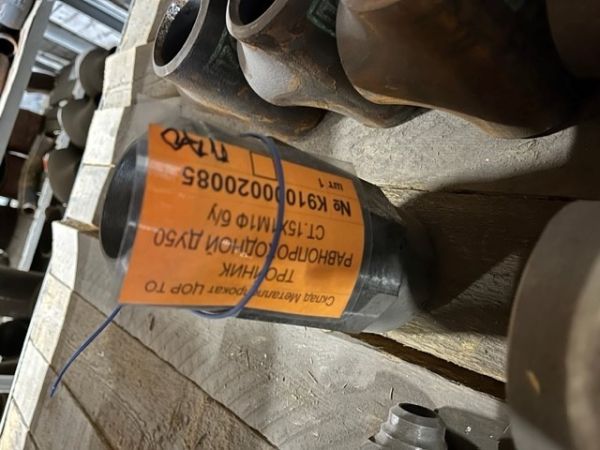 Склад Металлопрокат ЦОР ТО
ТРОЙНИК
РАВНОПРОХОДНОЙ ДУ50
СТ.15Х1М1Ф б/у
№ К91000020085
шт 1